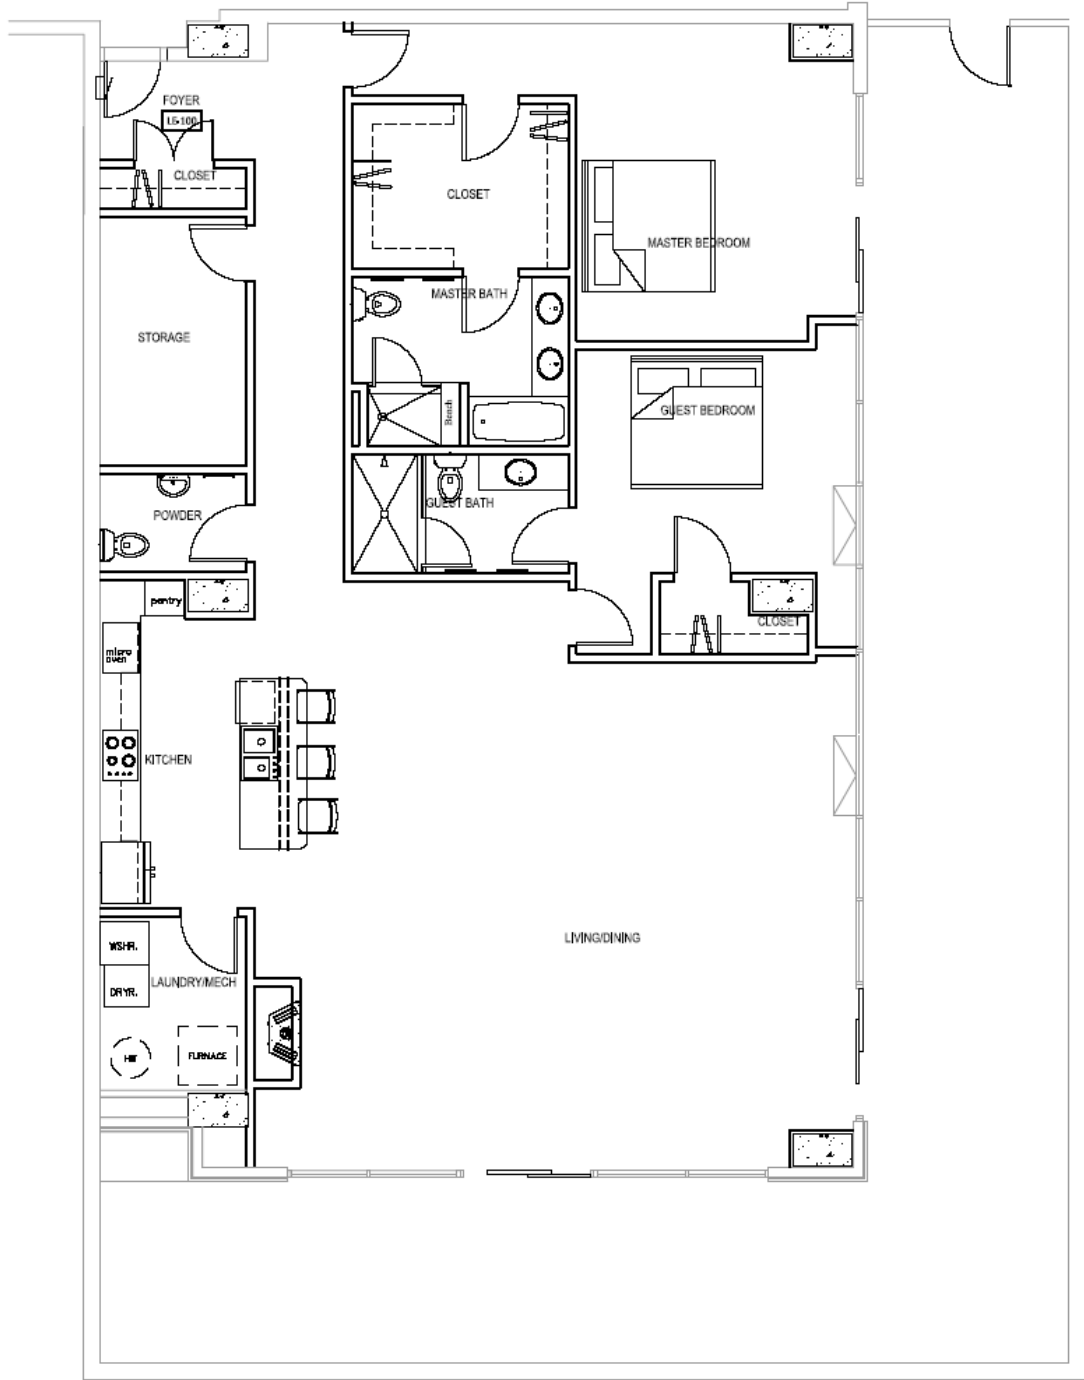 FOYER
L5-100
CLOSET
CLOSET
MASTER BEDROOM
MASTER BATH
STORAGE
Bench
GUEST BEDROOM
GUEST BATH
POWDER
pantry
CLOSET
micro
oven
KITCHEN
LIVING/DINING
WSHR.
LAUNDRY/MECH
DRYR.
HW
FURNACE